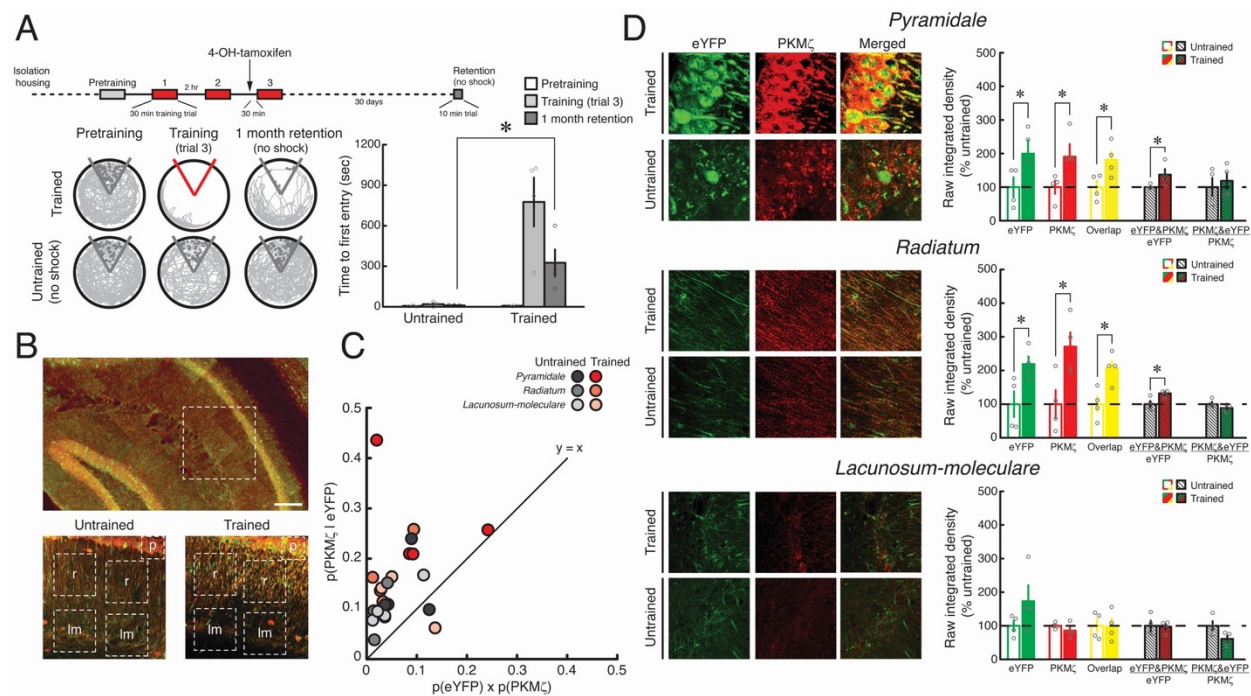 A
4-OH-tamoxifen
Isolation housing
Pretraining
1
2 hr
2
3
Retention
(no shock)
30 min training trial
30 min
30 days
10 min trial
Pretraining
Training (trial 3)
1 month retention
Pretraining
Training
(trial 3)
1 month retention
(no shock)
Trained
Untrained
(no shock)
Time to first entry (sec)
1200
900
600
300
0
*
Untrained
Trained
B
Untrained
Trained
p
r
r
lm
lm
p
r
r
lm
lm
C
Untrained Trained
Pyramidale
Radiatum
Lacunosum-moleculare
p(PKMζ | eYFP)
0.5
0.4
0.3
0.2
0.1
0
y = x
0 0.1 0.2 0.3 0.4 0.5
p(eYFP) x p(PKMζ)
D
Pyramidale
eYFP
PKMζ
Merged
Trained
Untrained
Raw integrated density
(% untrained)
500
400
300
200
100
0
Untrained
Trained
* * * *
eYFP
PKMζ
Overlap
eYFP&PKMζ
eYFP
PKMζ&eYFP
PKMζ
Radiatum
Trained
Untrained
Raw integrated density
(% untrained)
500
400
300
200
100
0
Untrained
Trained
* * * *
eYFP
PKMζ
Overlap
eYFP&PKMζ
eYFP
PKMζ&eYFP
PKMζ
Lacunosum-moleculare
Trained
Untrained
Raw integrated density
(% untrained)
500
400
300
200
100
0
Untrained
Trained
eYFP
PKMζ
Overlap
eYFP&PKMζ
eYFP
PKMζ&eYFP
PKMζ